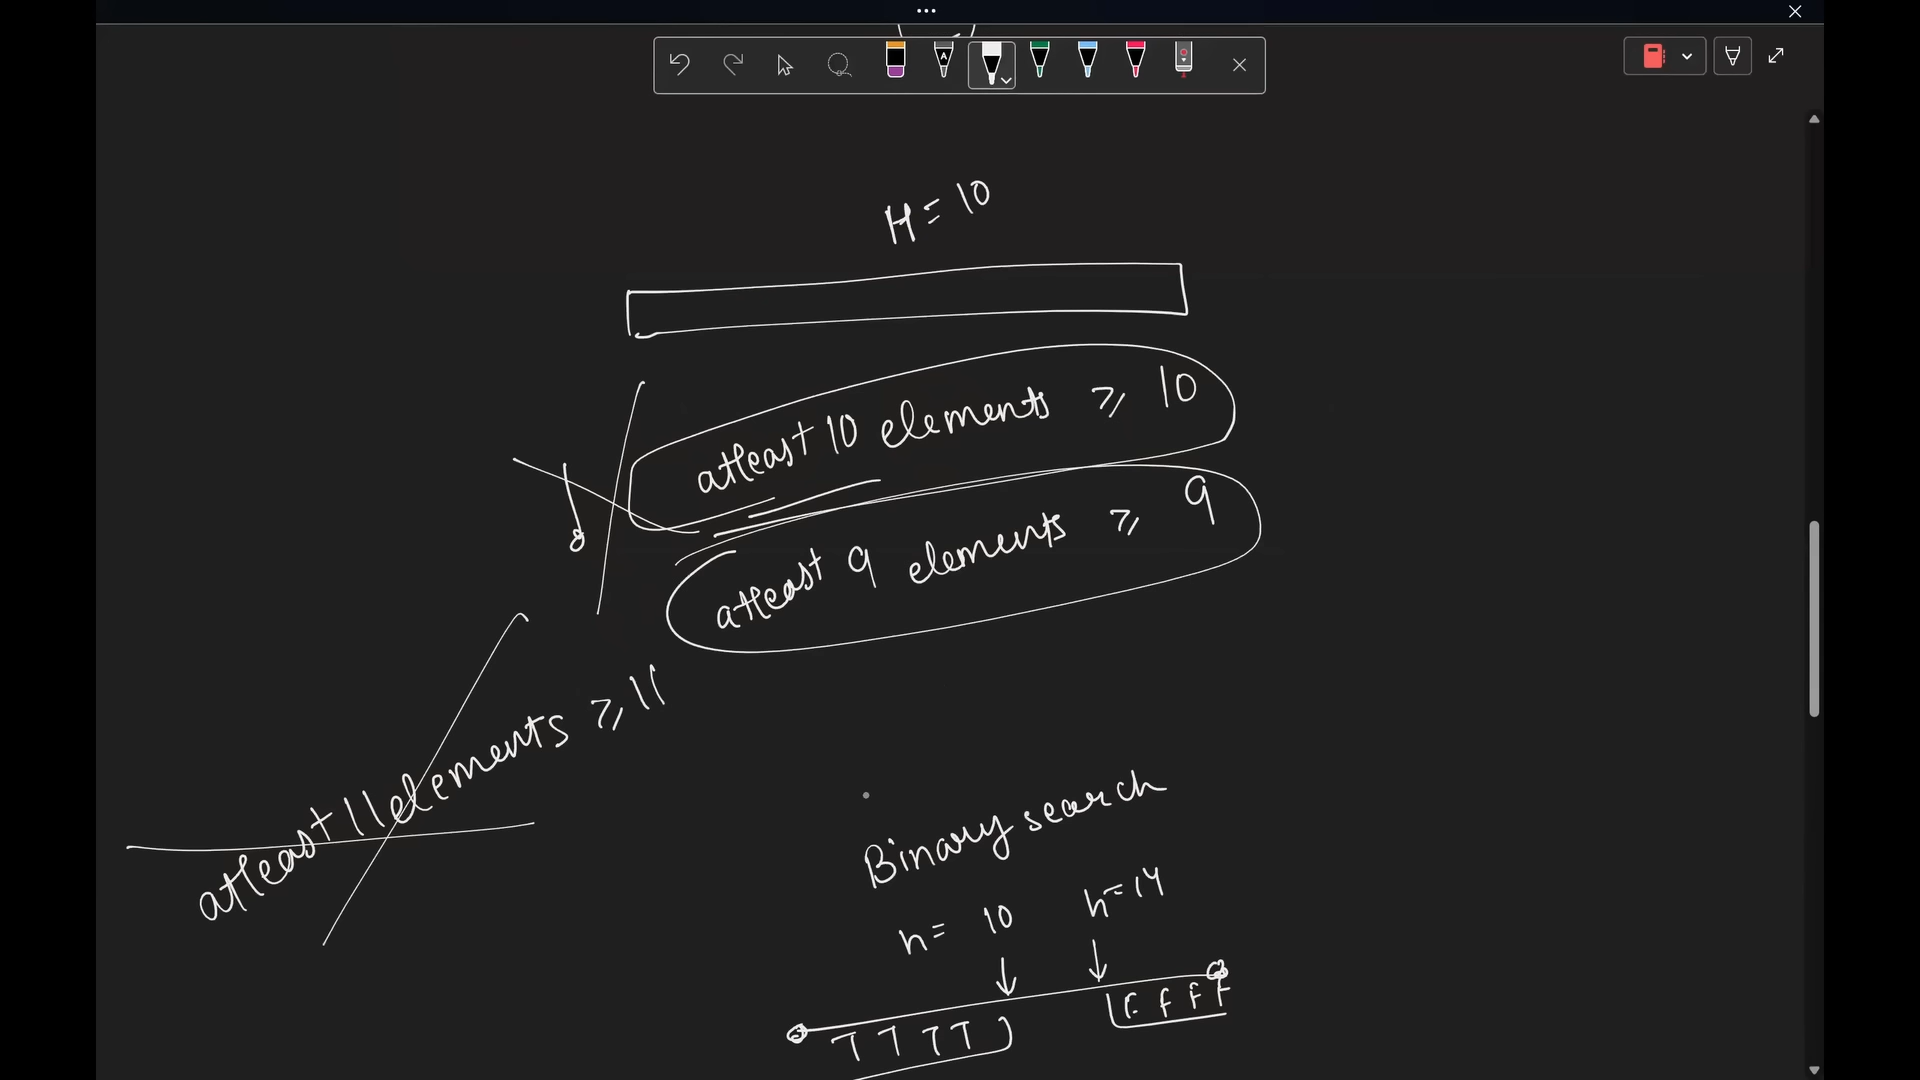 H = 10
atleast 10 elements ≥ 10
atleast 9 elements ≥ 9
atleast 11 elements ≥ 11
Binary search
h = 10 h = 14
T T T T F F F F